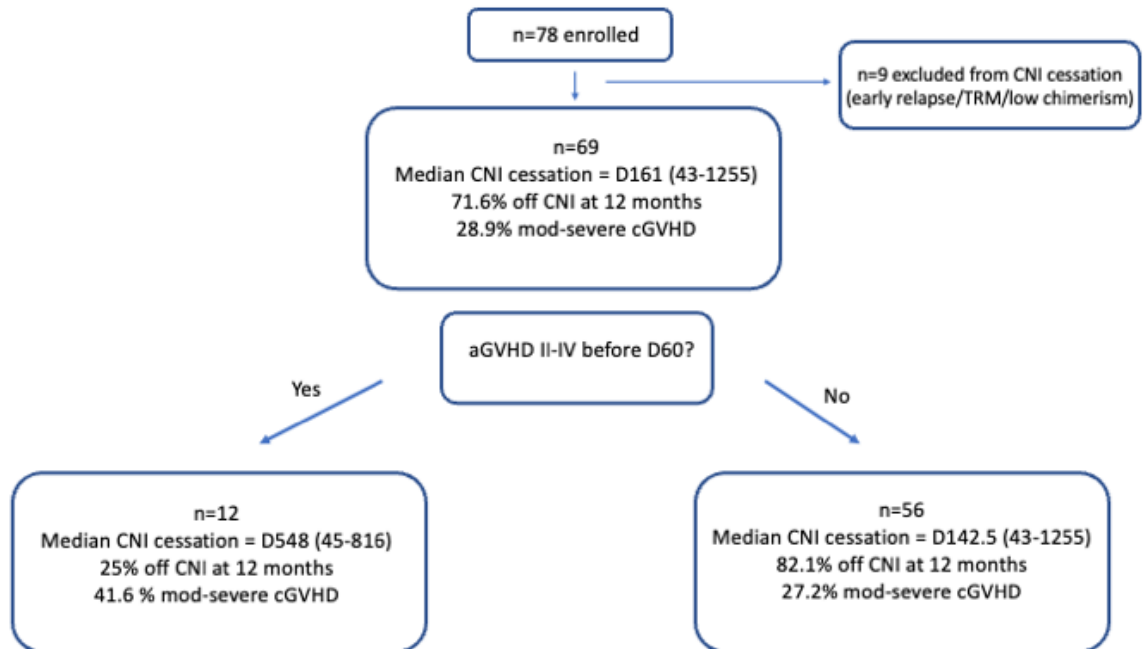 n=78 enrolled
n=9 excluded from CNI cessation
(early relapse/TRM/low chimerism)
n=69
Median CNI cessation = D161 (43-1255)
71.6% off CNI at 12 months
28.9% mod-severe cGVHD
aGVHD II-IV before D60?
Yes
No
n=12
Median CNI cessation = D548 (45-816)
25% off CNI at 12 months
41.6 % mod-severe cGVHD
n=56
Median CNI cessation = D142.5 (43-1255)
82.1% off CNI at 12 months
27.2% mod-severe cGVHD